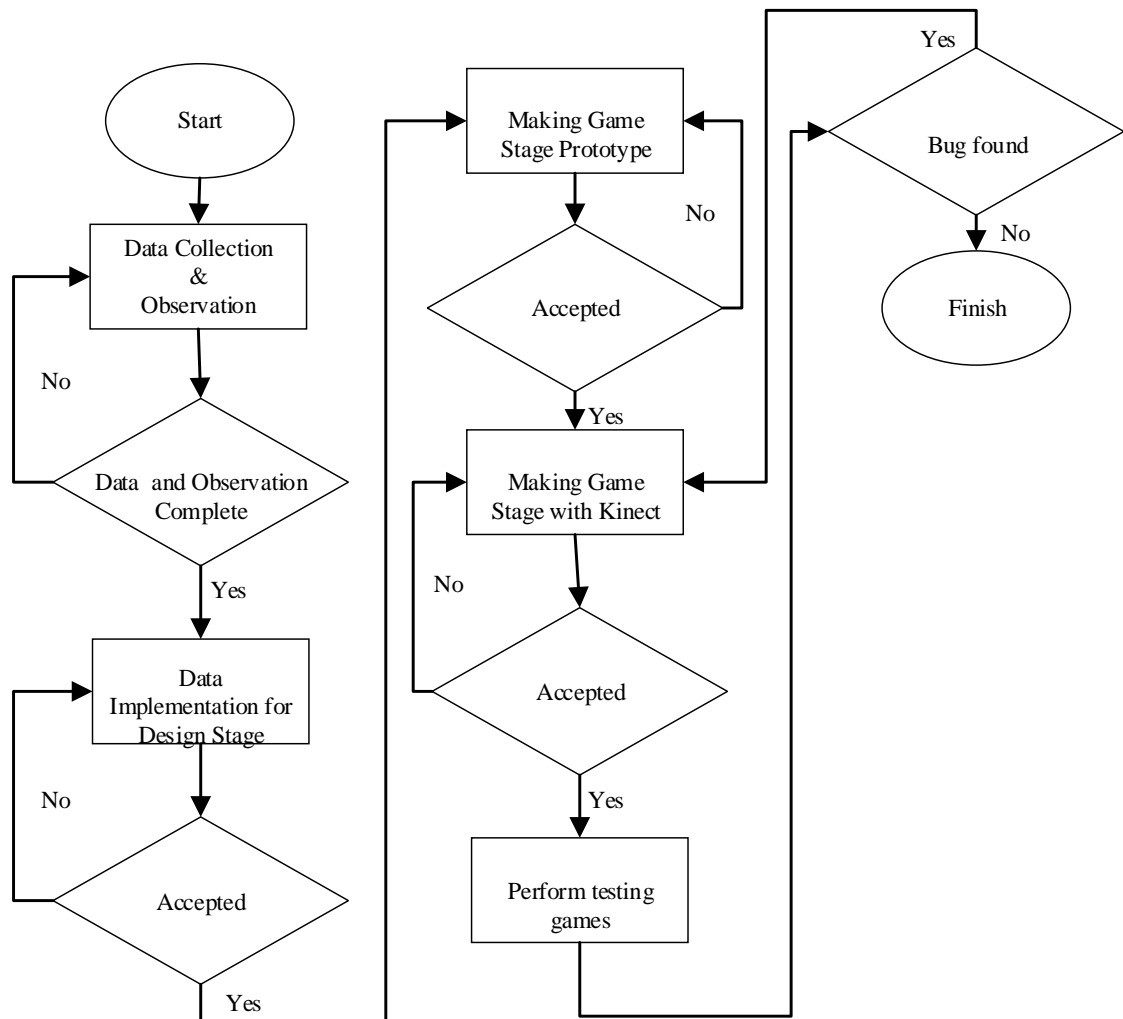 Start
Data Collection
&
Observation
No
Data and Observation
Complete
Yes
Data
Implementation for
Design Stage
No
Accepted
Yes
Making Game
Stage Prototype
No
Accepted
Yes
Making Game
Stage with Kinect
No
Accepted
Yes
Perform testing
games
Yes
Bug found
No
Finish